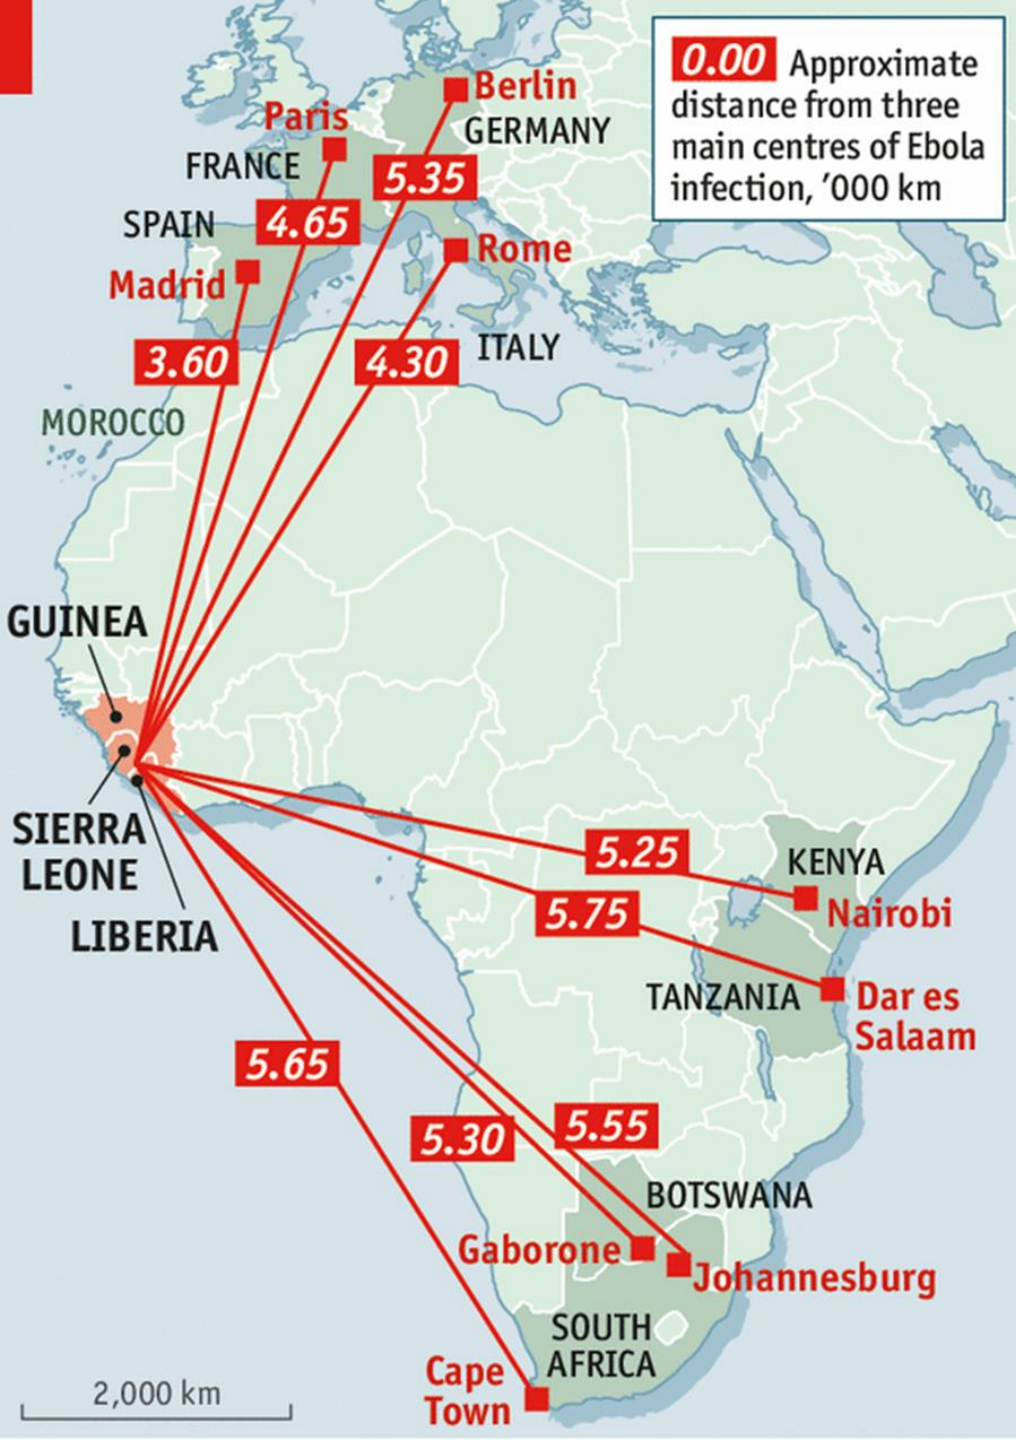 0.00 Approximate
distance from three
main centres of Ebola
infection, ’000 km
Berlin
GERMANY
Paris
FRANCE
5.35
4.65
SPAIN
Rome
Madrid
ITALY
3.60
4.30
MOROCCO
GUINEA
SIERRA
LEONE
LIBERIA
5.25
KENYA
Nairobi
5.75
TANZANIA
Dar es
Salaam
5.65
5.30
5.55
BOTSWANA
Gaborone
Johannesburg
SOUTH
AFRICA
Cape
Town
2,000 km